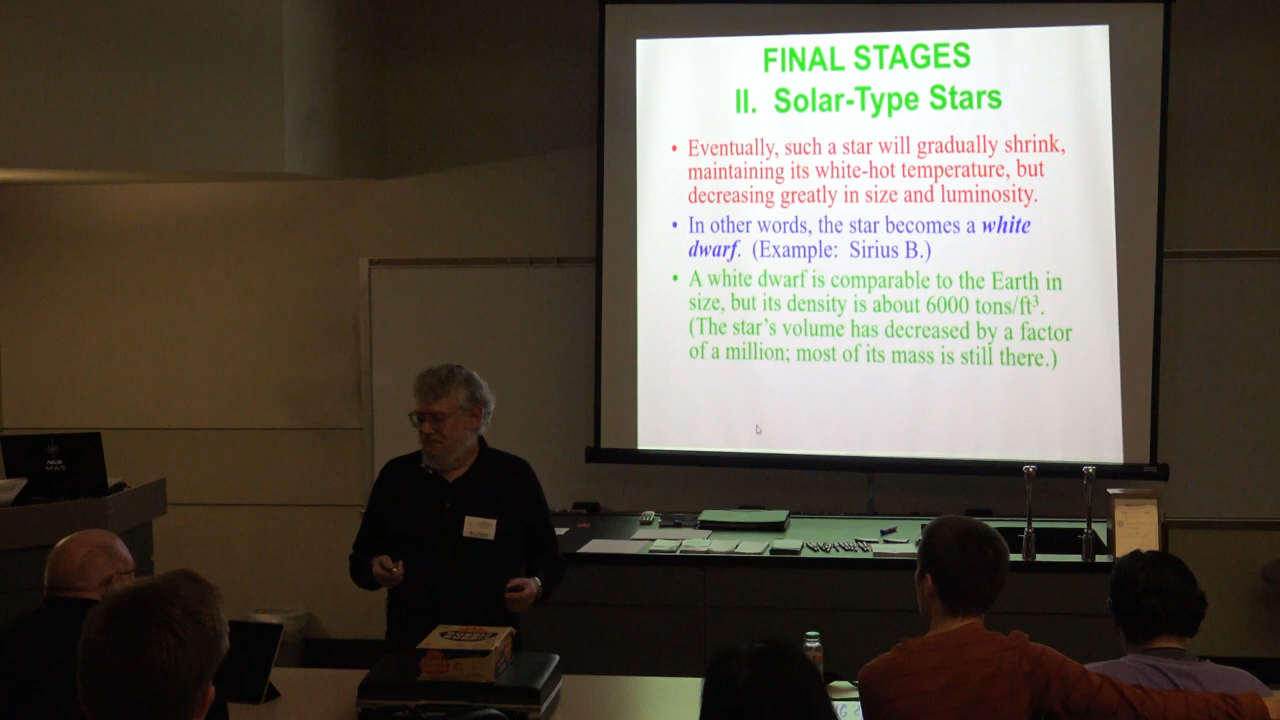 FINAL STAGES
II. Solar-Type Stars
• Eventually, such a star will gradually shrink,
maintaining its white-hot temperature, but
decreasing greatly in size and luminosity.
• In other words, the star becomes a white
dwarf. (Example: Sirius B.)
• A white dwarf is comparable to the Earth in
size, but its density is about 6000 tons/ft³.
(The star's volume has decreased by a factor
of a million; most of its mass is still there.)